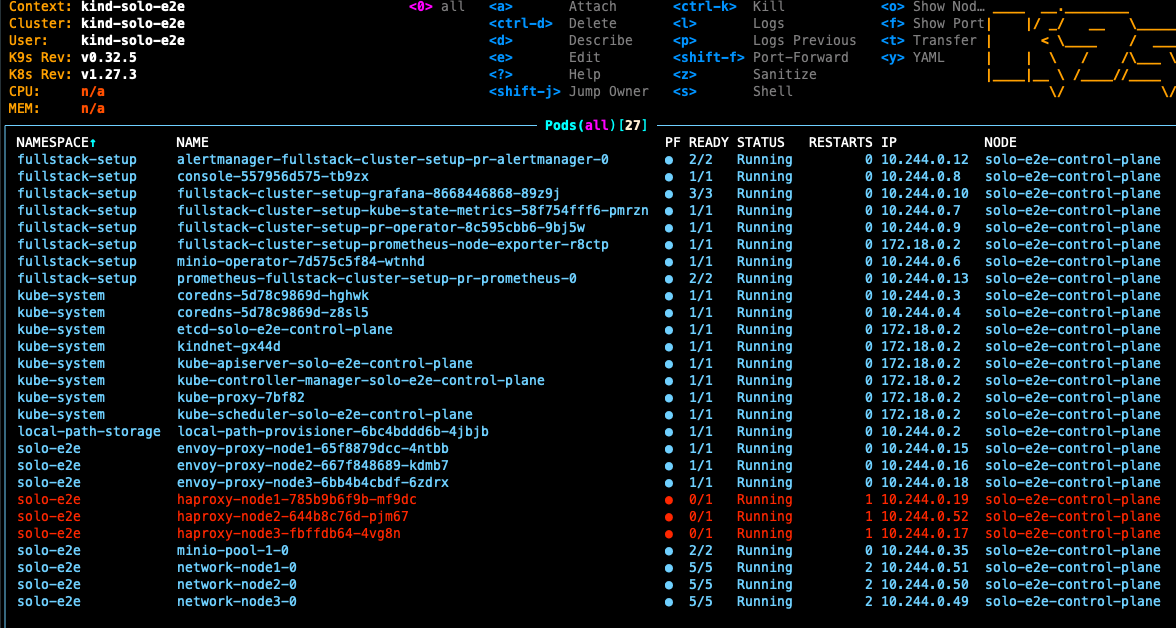 Context: kind-solo-e2e <0> all <a> Attach <ctrl-k> Kill <o> Show Nod…
Cluster: kind-solo-e2e <ctrl-d> Delete <l> Logs <f> Show Port
User: kind-solo-e2e <d> Describe <p> Logs Previous <t> Transfer
K9s Rev: v0.32.5 <e> Edit <shift-f> Port-Forward <y> YAML
K8s Rev: v1.27.3 <?> Help <z> Sanitize
CPU: n/a <shift-j> Jump Owner <s> Shell
MEM: n/a
Pods(all)[27]
NAMESPACE↑ NAME PF READY STATUS RESTARTS IP NODE
fullstack-setup alertmanager-fullstack-cluster-setup-pr-alertmanager-0 ● 2/2 Running 0 10.244.0.12 solo-e2e-control-plane
fullstack-setup console-557956d575-tb9zx ● 1/1 Running 0 10.244.0.8 solo-e2e-control-plane
fullstack-setup fullstack-cluster-setup-grafana-8668446868-89z9j ● 3/3 Running 0 10.244.0.10 solo-e2e-control-plane
fullstack-setup fullstack-cluster-setup-kube-state-metrics-58f754fff6-pmrzn ● 1/1 Running 0 10.244.0.7 solo-e2e-control-plane
fullstack-setup fullstack-cluster-setup-pr-operator-8c595cbb6-9bj5w ● 1/1 Running 0 10.244.0.9 solo-e2e-control-plane
fullstack-setup fullstack-cluster-setup-prometheus-node-exporter-r8ctp ● 1/1 Running 0 172.18.0.2 solo-e2e-control-plane
fullstack-setup minio-operator-7d575c5f84-wtnhd ● 1/1 Running 0 10.244.0.6 solo-e2e-control-plane
fullstack-setup prometheus-fullstack-cluster-setup-pr-prometheus-0 ● 2/2 Running 0 10.244.0.13 solo-e2e-control-plane
kube-system coredns-5d78c9869d-hghwk ● 1/1 Running 0 10.244.0.3 solo-e2e-control-plane
kube-system coredns-5d78c9869d-z8sl5 ● 1/1 Running 0 10.244.0.4 solo-e2e-control-plane
kube-system etcd-solo-e2e-control-plane ● 1/1 Running 0 172.18.0.2 solo-e2e-control-plane
kube-system kindnet-gx44d ● 1/1 Running 0 172.18.0.2 solo-e2e-control-plane
kube-system kube-apiserver-solo-e2e-control-plane ● 1/1 Running 0 172.18.0.2 solo-e2e-control-plane
kube-system kube-controller-manager-solo-e2e-control-plane ● 1/1 Running 0 172.18.0.2 solo-e2e-control-plane
kube-system kube-proxy-7bf82 ● 1/1 Running 0 172.18.0.2 solo-e2e-control-plane
kube-system kube-scheduler-solo-e2e-control-plane ● 1/1 Running 0 172.18.0.2 solo-e2e-control-plane
local-path-storage local-path-provisioner-6bc4bddd6b-4jbjb ● 1/1 Running 0 10.244.0.2 solo-e2e-control-plane
solo-e2e envoy-proxy-node1-65f8879dcc-4ntbb ● 1/1 Running 0 10.244.0.15 solo-e2e-control-plane
solo-e2e envoy-proxy-node2-667f848689-kdmb7 ● 1/1 Running 0 10.244.0.16 solo-e2e-control-plane
solo-e2e envoy-proxy-node3-6bb4b4cbdf-6zdrx ● 1/1 Running 0 10.244.0.18 solo-e2e-control-plane
solo-e2e haproxy-node1-785b9b6f9b-mf9dc ● 0/1 Running 1 10.244.0.19 solo-e2e-control-plane
solo-e2e haproxy-node2-644b8c76d-pjm67 ● 0/1 Running 1 10.244.0.52 solo-e2e-control-plane
solo-e2e haproxy-node3-fbffdb64-4vg8n ● 0/1 Running 1 10.244.0.17 solo-e2e-control-plane
solo-e2e minio-pool-1-0 ● 2/2 Running 0 10.244.0.35 solo-e2e-control-plane
solo-e2e network-node1-0 ● 5/5 Running 2 10.244.0.51 solo-e2e-control-plane
solo-e2e network-node2-0 ● 5/5 Running 2 10.244.0.50 solo-e2e-control-plane
solo-e2e network-node3-0 ● 5/5 Running 2 10.244.0.49 solo-e2e-control-plane